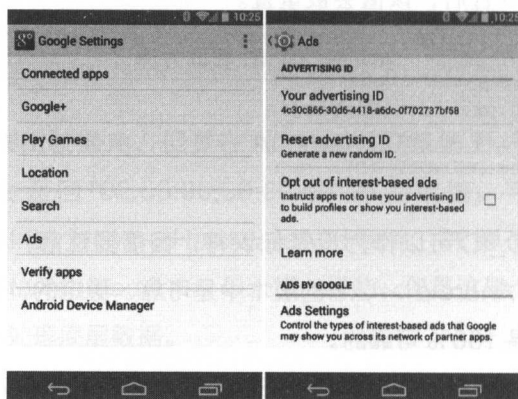 10:25
Google Settings
Connected apps
Google+
Play Games
Location
Search
Ads
Verify apps
Android Device Manager
10:25
Ads
ADVERTISING ID
Your advertising ID
4c30c866-30d6-4418-a6dc-0f702737bf58
Reset advertising ID
Generate a new random ID.
Opt out of interest-based ads
Instruct apps not to use your advertising ID
to build profiles or show you interest-based
ads.
Learn more
ADS BY GOOGLE
Ads Settings
Control the types of interest-based ads that Google
may show you across its network of partner apps.